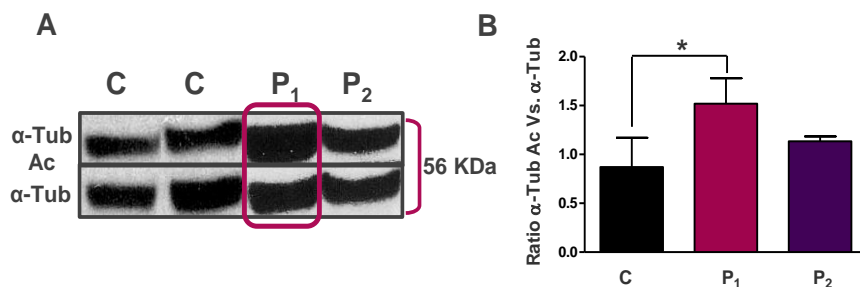 A
C C P1 P2
α-Tub
Ac
α-Tub
56 KDa
B
Ratio α-Tub Ac Vs. α-Tub
2.0
1.5
1.0
0.5
0.0
*
C P1 P2